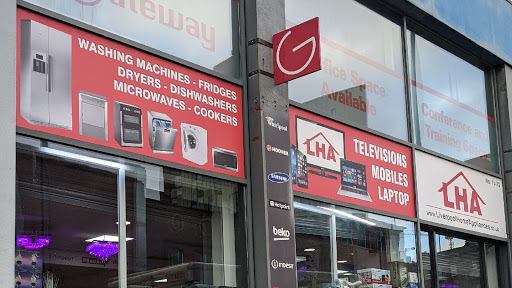 Gateway
WASHING MACHINES - FRIDGES
DRYERS - DISHWASHERS
MICROWAVES - COOKERS
G
Office Space
Available
Conference and
Training
Whirlpool
HOOVER
SAMSUNG
Hotpoint
beko
indesit
LHA
TELEVISIONS
MOBILES
LAPTOP
LHA
www.LiverpoolHomeAppliances.co.uk